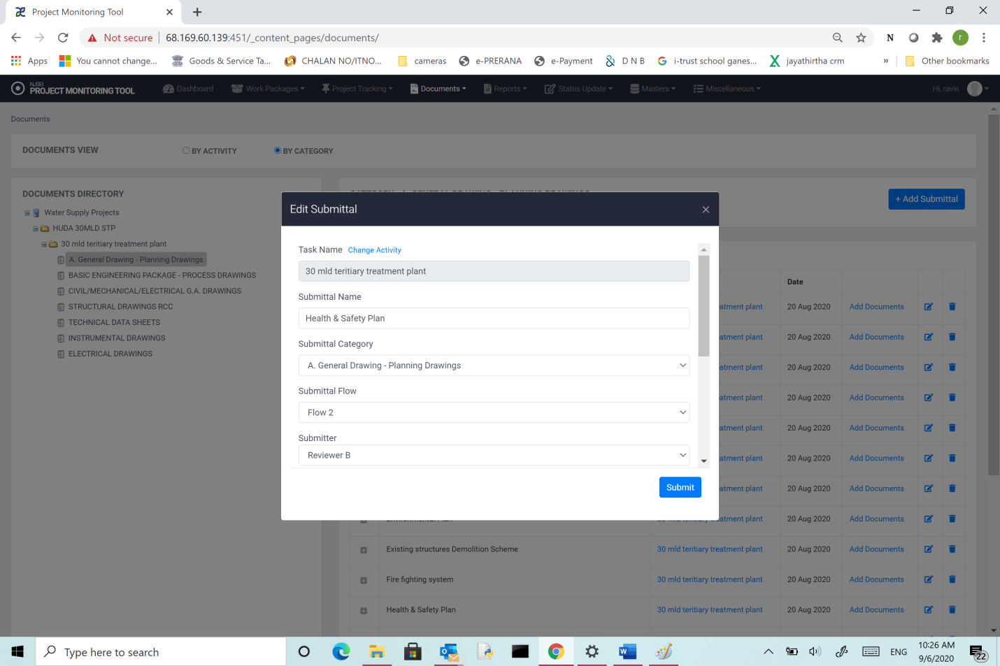 Project Monitoring Tool
Not secure 68.169.60.139:451/_content_pages/documents/
N
r
Apps You cannot change... Goods & Service Ta... CHALAN NO/ITNO... cameras e-PRERANA e-Payment D N B i-trust school ganes... jayathirtha crm » Other bookmarks
NJSEI
PROJECT MONITORING TOOL
Dashboard Work Packages Project Tracking Documents Reports Status Update Masters Miscellaneous Hi, ravis
Documents
DOCUMENTS VIEW BY ACTIVITY BY CATEGORY
DOCUMENTS DIRECTORY
Water Supply Projects
HUDA 30MLD STP
30 mld teritiary treatment plant
A. General Drawing - Planning Drawings
BASIC ENGINEERING PACKAGE - PROCESS DRAWINGS
CIVIL/MECHANICAL/ELECTRICAL G.A. DRAWINGS
STRUCTURAL DRAWINGS RCC
TECHNICAL DATA SHEETS
INSTRUMENTAL DRAWINGS
ELECTRICAL DRAWINGS
+ Add Submittal
Edit Submittal
Task Name Change Activity
30 mld teritiary treatment plant
Submittal Name
Health & Safety Plan
Submittal Category
A. General Drawing - Planning Drawings
Submittal Flow
Flow 2
Submitter
Reviewer B
Submit
Date
atment plant 20 Aug 2020 Add Documents
atment plant 20 Aug 2020 Add Documents
atment plant 20 Aug 2020 Add Documents
atment plant 20 Aug 2020 Add Documents
atment plant 20 Aug 2020 Add Documents
atment plant 20 Aug 2020 Add Documents
atment plant 20 Aug 2020 Add Documents
atment plant 20 Aug 2020 Add Documents
Existing structures Demolition Scheme 30 mld teritiary treatment plant 20 Aug 2020 Add Documents
Fire fighting system 30 mld teritiary treatment plant 20 Aug 2020 Add Documents
Health & Safety Plan 30 mld teritiary treatment plant 20 Aug 2020 Add Documents
Type here to search
ENG
10:26 AM
9/6/2020
22